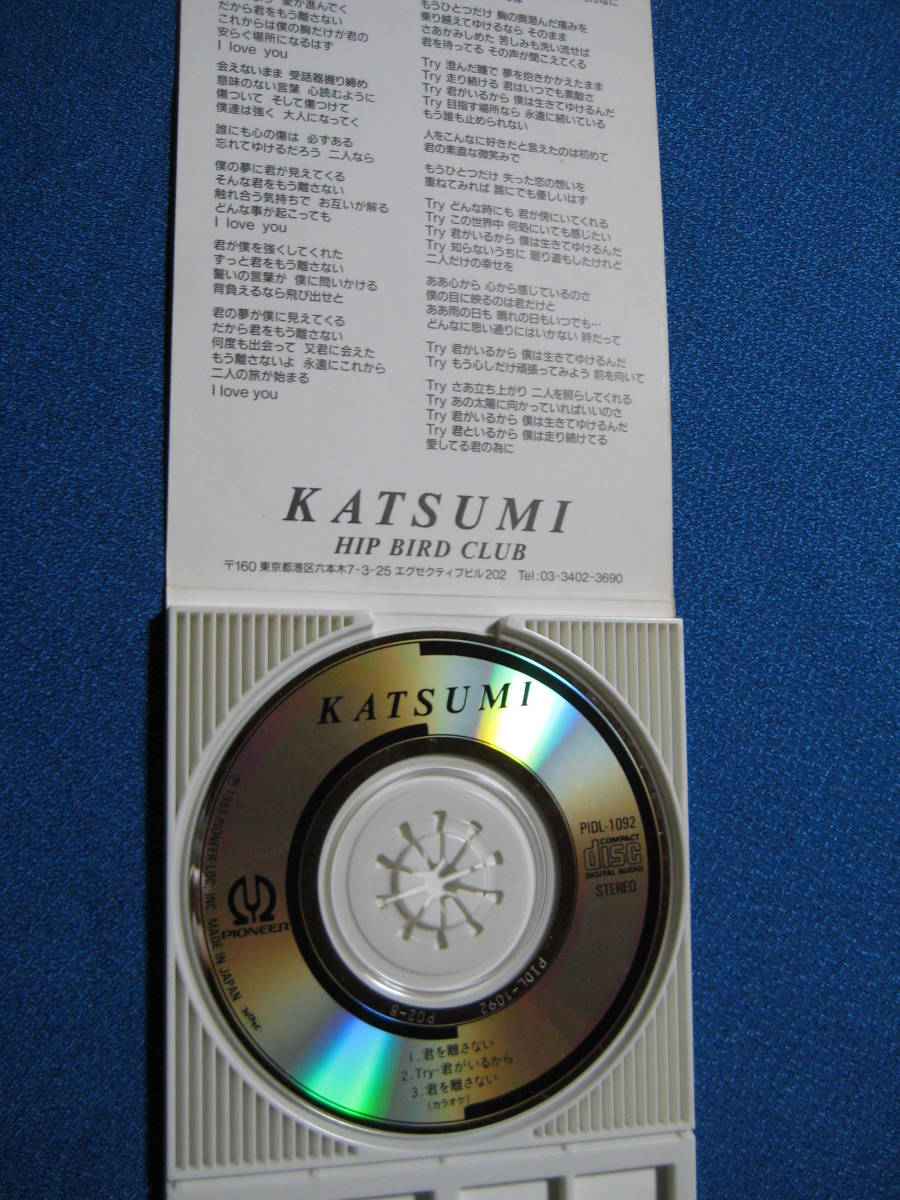 愛が進んでく
だから君をもう離さない
これからは僕の胸だけが君の
安らぐ場所になるはず
I love you
会えないまま 受話器握り締め
意味のない言葉 心読むように
傷ついて そして傷つけて
僕達は強く 大人になってく
誰にも心の傷は 必ずある
忘れてゆけるだろう 二人なら
僕の夢に君が見えてくる
そんな君をもう離さない
触れ合う気持ちで お互いが解る
どんな事が起こっても
I love you
君が僕を強くしてくれた
ずっと君をもう離さない
誓いの言葉が 僕に問いかける
背負えるなら飛び出せと
君の夢が僕に見えてくる
だから君をもう離さない
何度も出会って 又君に会えた
もう離さないよ 永遠にこれから
二人の旅が始まる
I love you
もうひとつだけ 胸の奥潜んだ痛みを
乗り越えてゆけるなら そのまま
さあかみしめた 苦しみも洗い流せば
君を待ってる その声が聞こえてくる
Try 澄んだ瞳で 夢を抱きかかえたまま
Try 走り続ける 君はいつでも素敵さ
Try 君がいるから 僕は生きてゆけるんだ
Try 目指す場所なら 永遠に続いている
もう誰も止められない
人をこんなに好きだと言えたのは初めて
君の素直な微笑みで
もうひとつだけ 失った恋の想いを
重ねてみれば 誰にでも優しいはず
Try どんな時にも 君が傍にいてくれる
Try この世界中 何処にいても感じたい
Try 君がいるから 僕は生きてゆけるんだ
Try 知らないうちに 廻り道もしたけれど
二人だけの幸せを
ああ心から 心から感じているのさ
僕の目に映るのは君だけと
ああ雨の日も 晴れの日もいつでも…
どんなに思い通りにはいかない 時だって
Try 君がいるから 僕は生きてゆけるんだ
Try もう少しだけ頑張ってみよう 前を向いて
Try さあ立ち上がり 二人を照らしてくれる
Try あの太陽に向かっていればいいのさ
Try 君がいるから 僕は生きてゆけるんだ
Try 君といるから 僕は走り続けてる
愛してる君の為に
KATSUMI
HIP BIRD CLUB
〒160 東京都港区六本木7-3-25 エグゼクティブビル202 Tel:03-3402-3690
KATSUMI
PIDL-1092
COMPACT
disc
DIGITAL AUDIO
STEREO
PIONEER
℗ 1993 PIONEER LDC, INC. MADE IN JAPAN
PIDL-1092 P02-8
1. 君を離さない
2. Try-君がいるから
3. 君を離さない
(カラオケ)